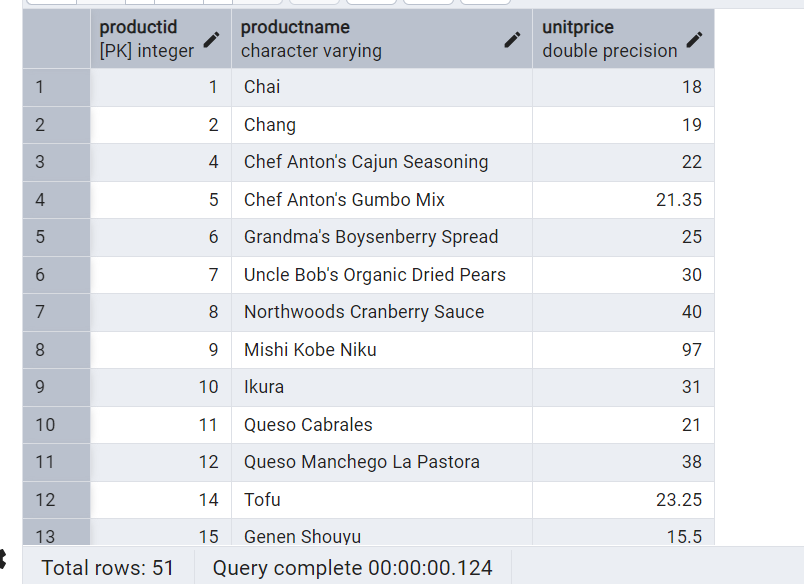 productid productname unitprice
[PK] integer character varying double precision
1 1 Chai 18
2 2 Chang 19
3 4 Chef Anton's Cajun Seasoning 22
4 5 Chef Anton's Gumbo Mix 21.35
5 6 Grandma's Boysenberry Spread 25
6 7 Uncle Bob's Organic Dried Pears 30
7 8 Northwoods Cranberry Sauce 40
8 9 Mishi Kobe Niku 97
9 10 Ikura 31
10 11 Queso Cabrales 21
11 12 Queso Manchego La Pastora 38
12 14 Tofu 23.25
13 15 Genen Shouyu 15.5
Total rows: 51 Query complete 00:00:00.124